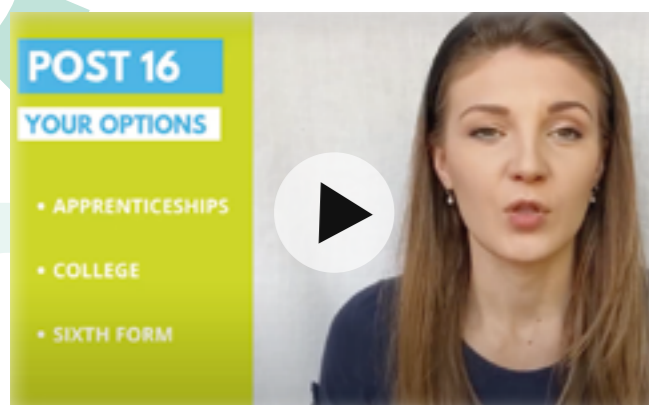 POST 16
YOUR OPTIONS
• APPRENTICESHIPS
• COLLEGE
• SIXTH FORM